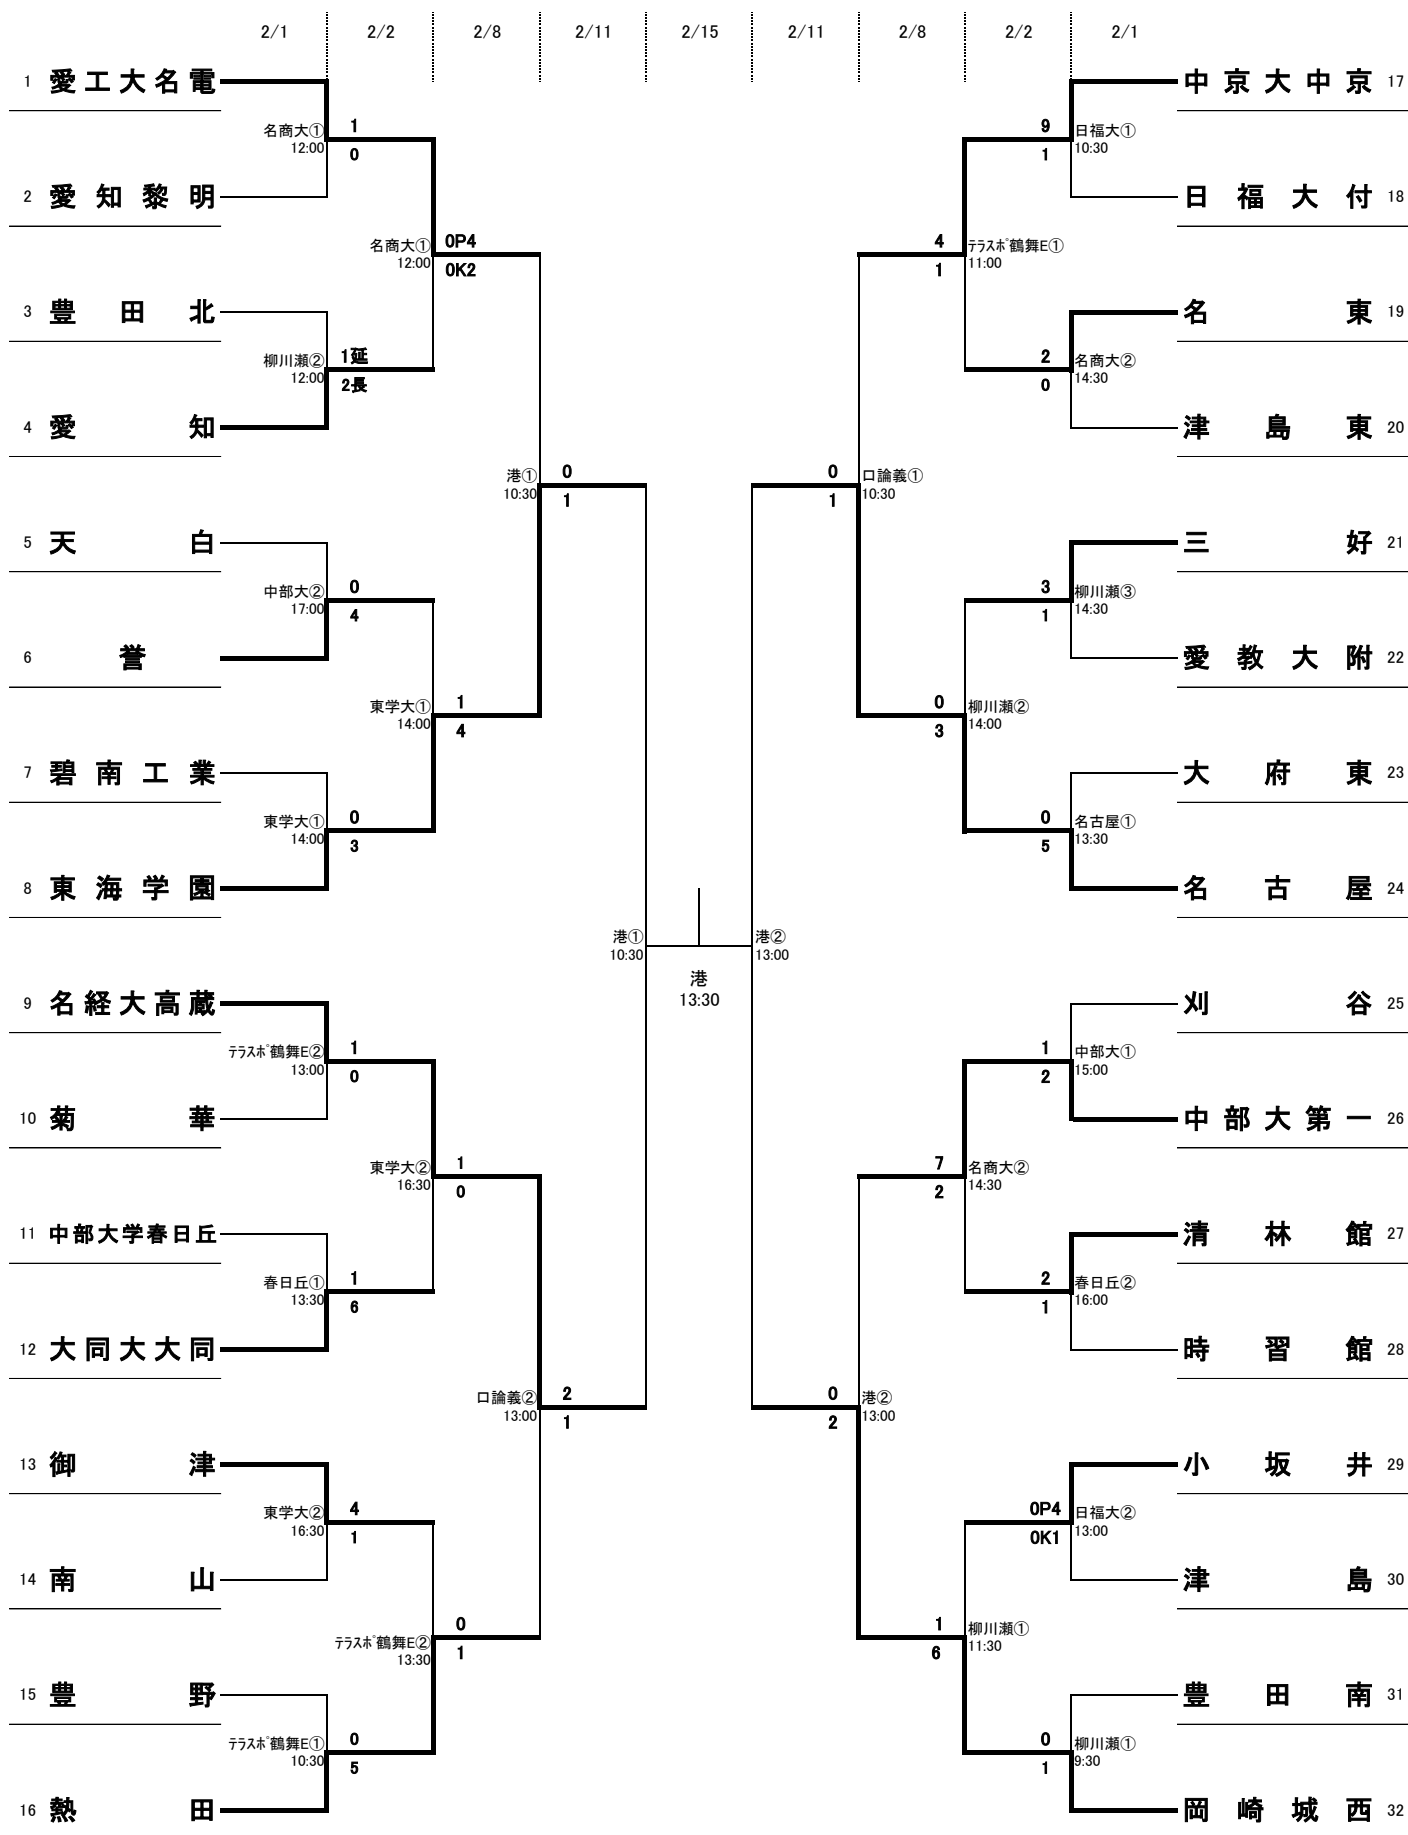 2/1 2/2 2/8 2/11 2/15 2/11 2/8 2/2 2/1
1 愛工大名電
名商大① 1
12:00 0
2 愛知黎明
名商大① 0P4
12:00 0K2
3 豊田北
柳川瀬② 1延
12:00 2長
4 愛知
港① 0
10:30 1
5 天白
中部大② 0
17:00 4
6 誉
東学大① 1
14:00 4
7 碧南工業
東学大① 0
14:00 3
8 東海学園
港①
10:30
9 名経大高蔵
テラスポ鶴舞E② 1
13:00 0
10 菊華
東学大② 1
16:30 0
11 中部大学春日丘
春日丘① 1
13:30 6
12 大同大大同
口論義② 2
13:00 1
13 御津
東学大② 4
16:30 1
14 南山
テラスポ鶴舞E② 0
13:30 1
15 豊野
テラスポ鶴舞E① 0
10:30 5
16 熱田
港
13:30
中京大中京 17
9 日福大①
1 10:30
日福大付 18
4 テラスポ鶴舞E①
1 11:00
名東 19
2 名商大②
0 14:30
津島東 20
0 口論義①
1 10:30
三好 21
3 柳川瀬③
1 14:30
愛教大附 22
0 柳川瀬②
3 14:00
大府東 23
0 名古屋①
5 13:30
名古屋 24
港②
13:00
刈谷 25
1 中部大①
2 15:00
中部大第一 26
7 名商大②
2 14:30
清林館 27
2 春日丘②
1 16:00
時習館 28
0 港②
2 13:00
小坂井 29
0P4 日福大②
0K1 13:00
津島 30
1 柳川瀬①
6 11:30
豊田南 31
0 柳川瀬①
1 9:30
岡崎城西 32